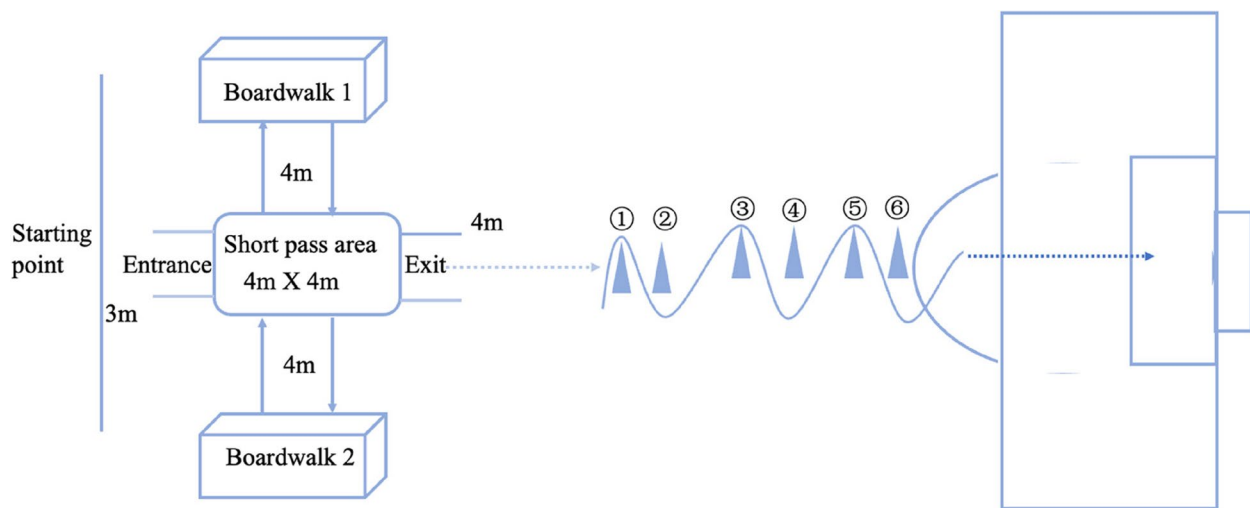 Boardwalk 1
4m
① ② ③ ④ ⑤ ⑥
4m
Starting
point
Entrance
Short pass area
4m X 4m
Exit
3m
4m
Boardwalk 2